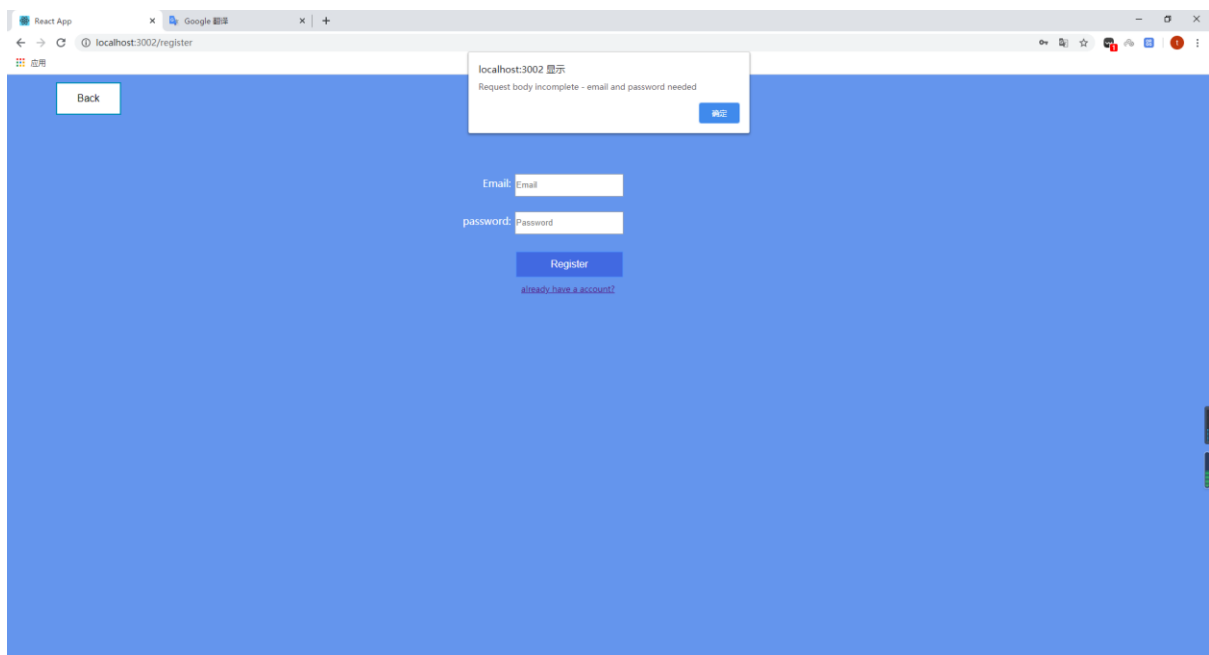 React App
Google 翻译
localhost:3002/register
应用
localhost:3002 显示
Request body incomplete - email and password needed
确定
Back
Email: Email
password: Password
Register
already have a account?